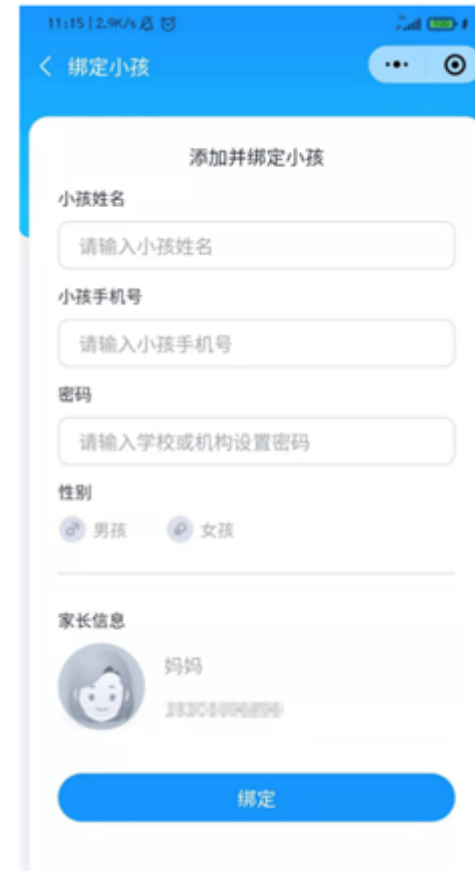 11:15 | 2.9K/s
绑定小孩
添加并绑定小孩
小孩姓名
请输入小孩姓名
小孩手机号
请输入小孩手机号
密码
请输入学校或机构设置密码
性别
男孩 女孩
家长信息
妈妈
绑定